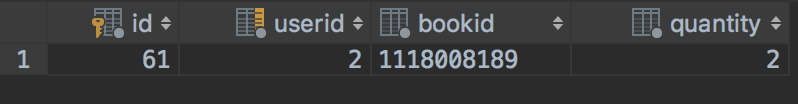 id userid bookid quantity
1 61 2 1118008189 2